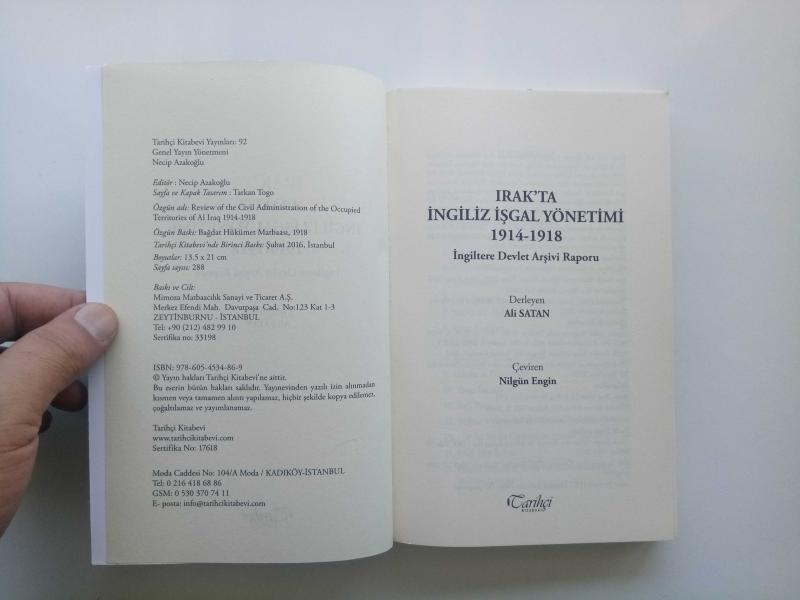 Tarihçi Kitabevi Yayınları: 92
Genel Yayın Yönetmeni
Necip Azakoğlu
Editör : Necip Azakoğlu
Sayfa ve Kapak Tasarım : Tarkan Togo
Özgün adı: Review of the Civil Administration of the Occupied
Territories of Al Iraq 1914-1918
Özgün Baskı: Bağdat Hükümet Matbaası, 1918
Tarihçi Kitabevi'nde Birinci Baskı: Şubat 2016, İstanbul
Boyutlar: 13.5 x 21 cm
Sayfa sayısı: 288
Baskı ve Cilt:
Mimoza Matbaacılık Sanayi ve Ticaret A.Ş.
Merkez Efendi Mah. Davutpaşa Cad. No:123 Kat 1-3
ZEYTİNBURNU - İSTANBUL
Tel: +90 (212) 482 99 10
Sertifika no: 33198
ISBN: 978-605-4534-86-9
© Yayın hakları Tarihçi Kitabevi'ne aittir.
Bu eserin bütün hakları saklıdır. Yayınevinden yazılı izin alınmadan
kısmen veya tamamen alıntı yapılamaz, hiçbir şekilde kopya edilemez,
çoğaltılamaz ve yayımlanamaz.
Tarihçi Kitabevi
www.tarihcikitabevi.com
Sertifika No: 17618
Moda Caddesi No: 104/A Moda / KADIKÖY-İSTANBUL
Tel: 0 216 418 68 86
GSM: 0 530 370 74 11
E- posta: info@tarihcikitabevi.com
IRAK'TA
İNGİLİZ İŞGAL YÖNETİMİ
1914-1918
İngiltere Devlet Arşivi Raporu
Derleyen
Ali SATAN
Çeviren
Nilgün Engin
Tarihçi
KİTABEVİ